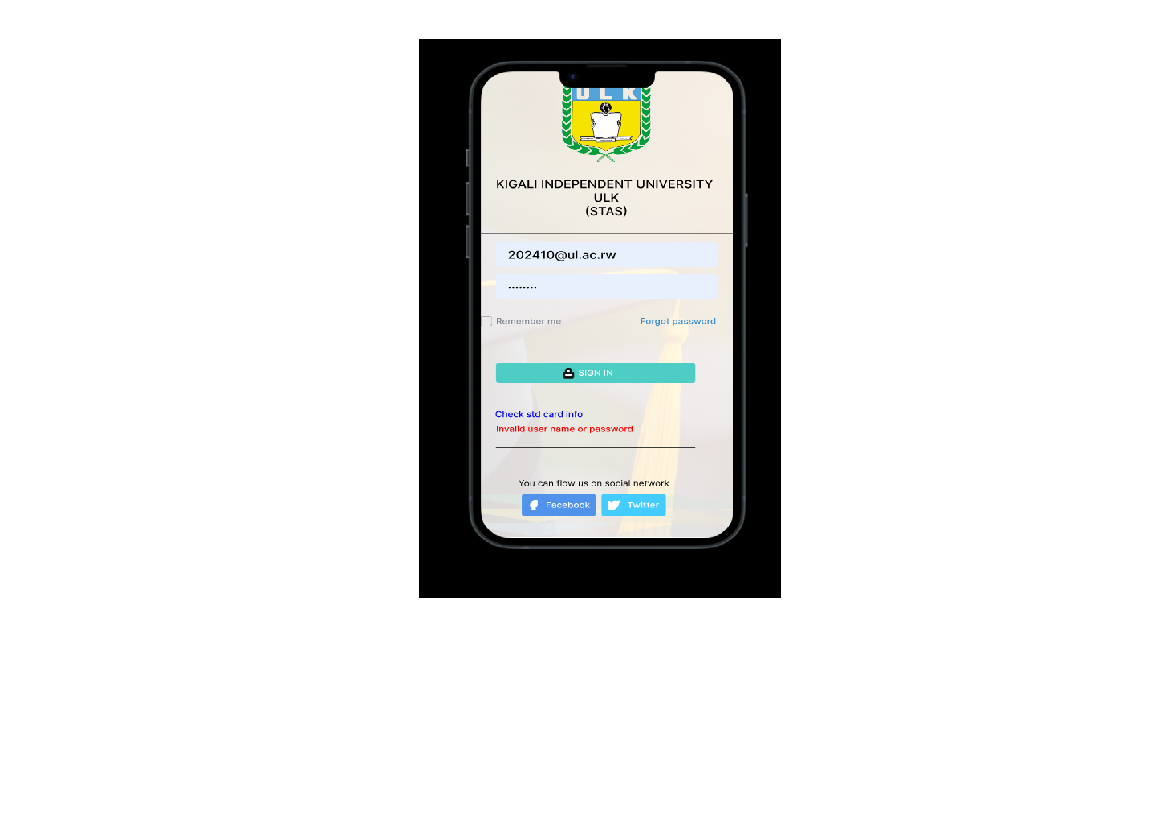 ULK
KIGALI INDEPENDENT UNIVERSITY
ULK
(STAS)
202410@ul.ac.rw
········
Remember me
Forgot password
SIGN IN
Check std card info
Invalid user name or password
You can flow us on social network
Facebook
Twitter